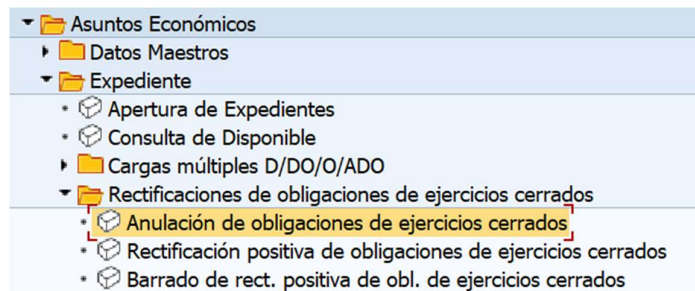 Asuntos Económicos
Datos Maestros
Expediente
Apertura de Expedientes
Consulta de Disponible
Cargas múltiples D/DO/O/ADO
Rectificaciones de obligaciones de ejercicios cerrados
Anulación de obligaciones de ejercicios cerrados
Rectificación positiva de obligaciones de ejercicios cerrados
Barrado de rect. positiva de obl. de ejercicios cerrados